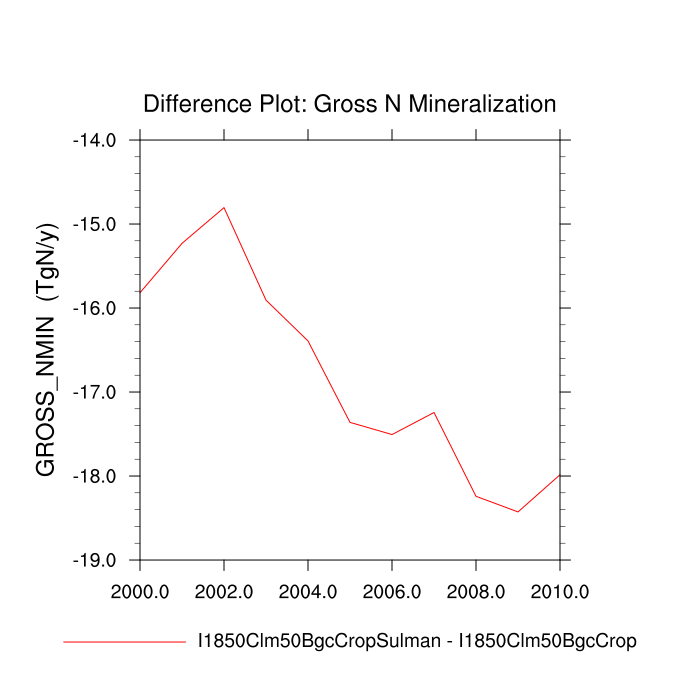 Difference Plot: Gross N Mineralization
GROSS_NMIN (TgN/y)
-14.0
-15.0
-16.0
-17.0
-18.0
-19.0
2000.0 2002.0 2004.0 2006.0 2008.0 2010.0
I1850Clm50BgcCropSulman - I1850Clm50BgcCrop